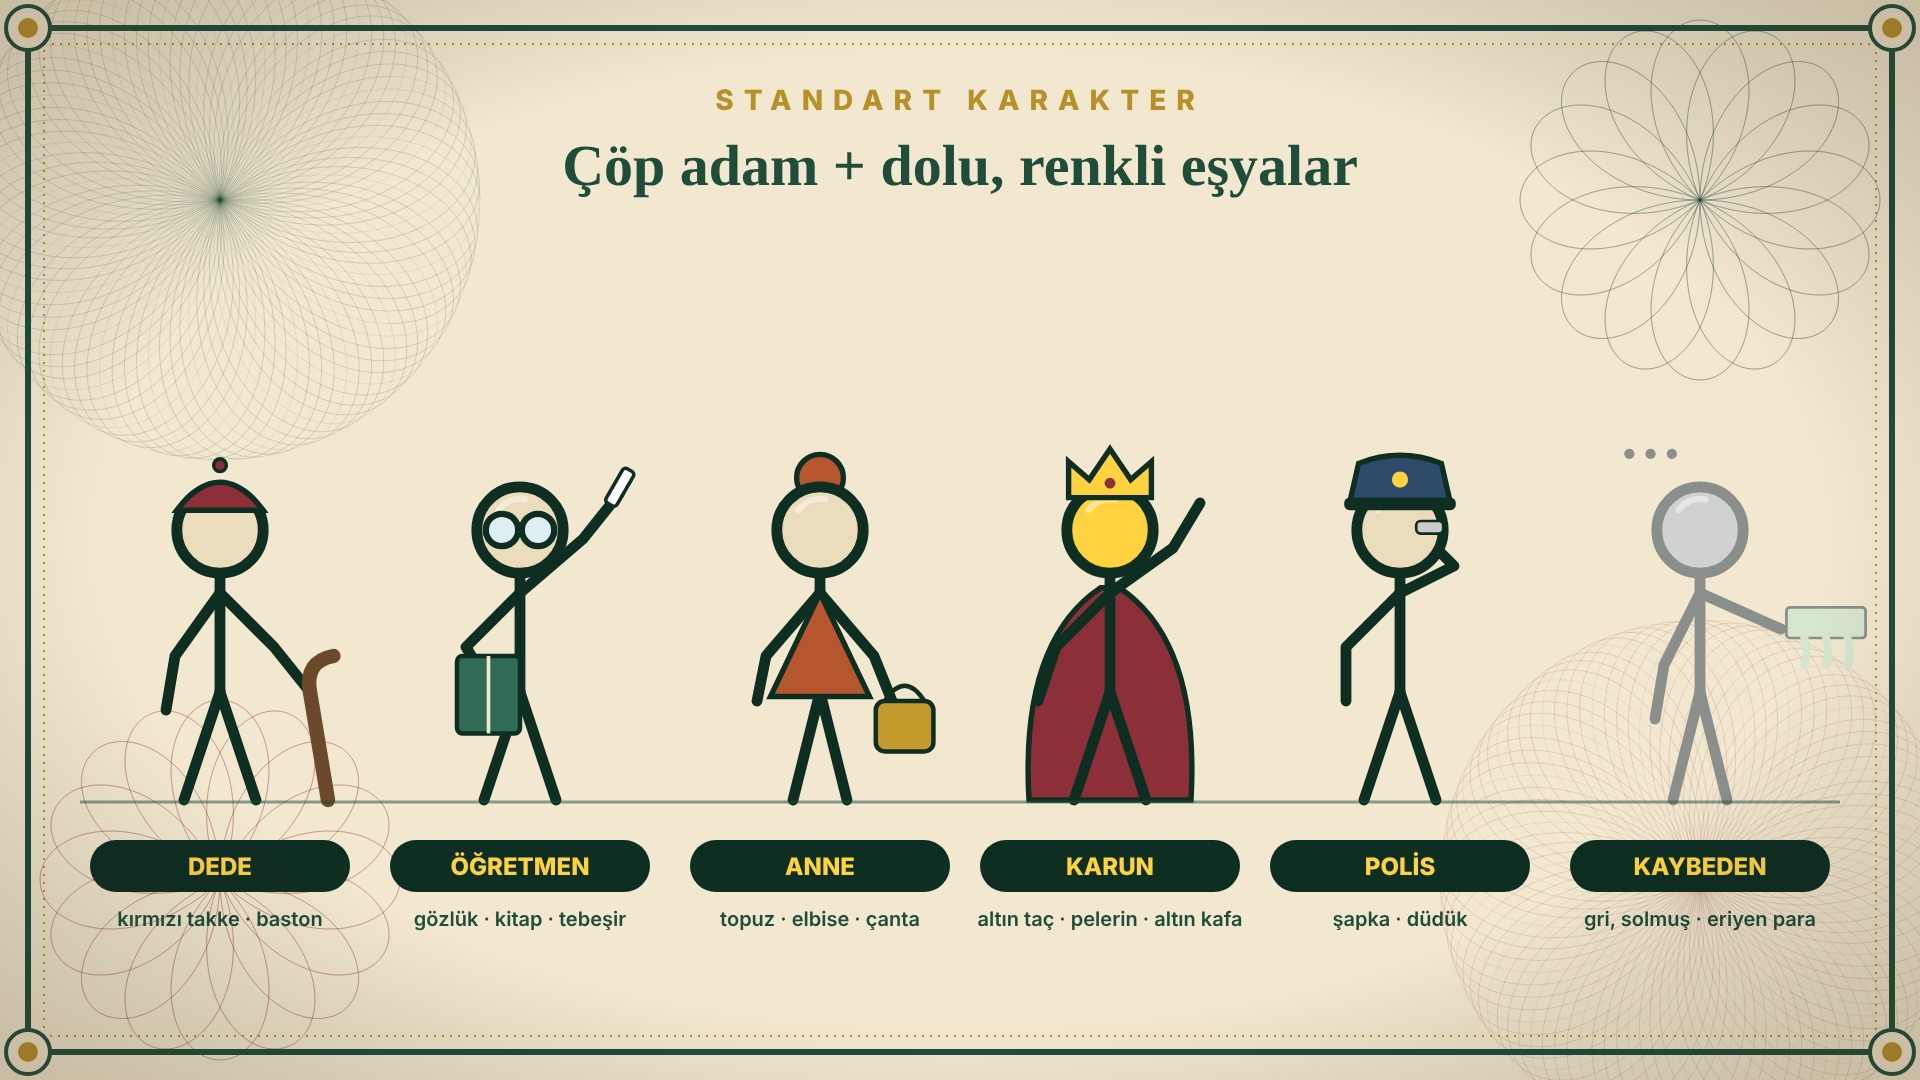 STANDART KARAKTER
Çöp adam + dolu, renkli eşyalar
DEDE
kırmızı takke · baston
ÖĞRETMEN
gözlük · kitap · tebeşir
ANNE
topuz · elbise · çanta
KARUN
altın taç · pelerin · altın kafa
POLİS
şapka · düdük
KAYBEDEN
gri, solmuş · eriyen para